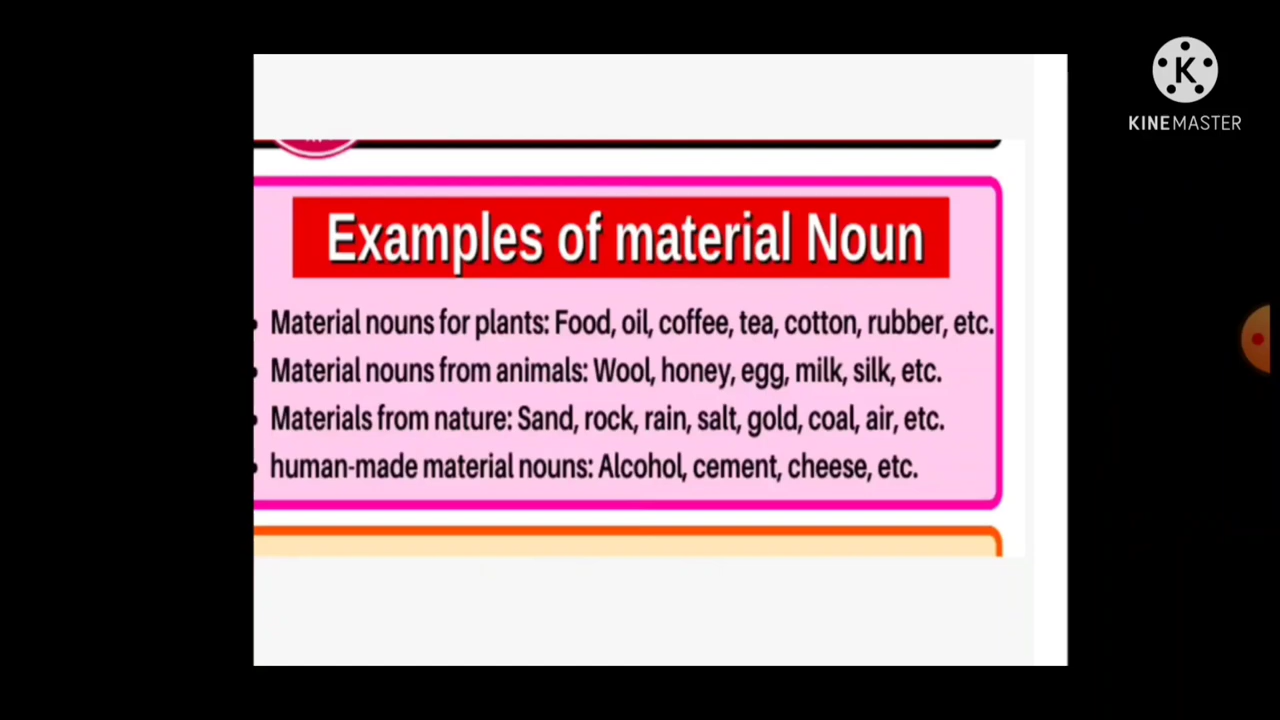 KINEMASTER
Examples of material Noun
Material nouns for plants: Food, oil, coffee, tea, cotton, rubber, etc.
Material nouns from animals: Wool, honey, egg, milk, silk, etc.
Materials from nature: Sand, rock, rain, salt, gold, coal, air, etc.
human-made material nouns: Alcohol, cement, cheese, etc.